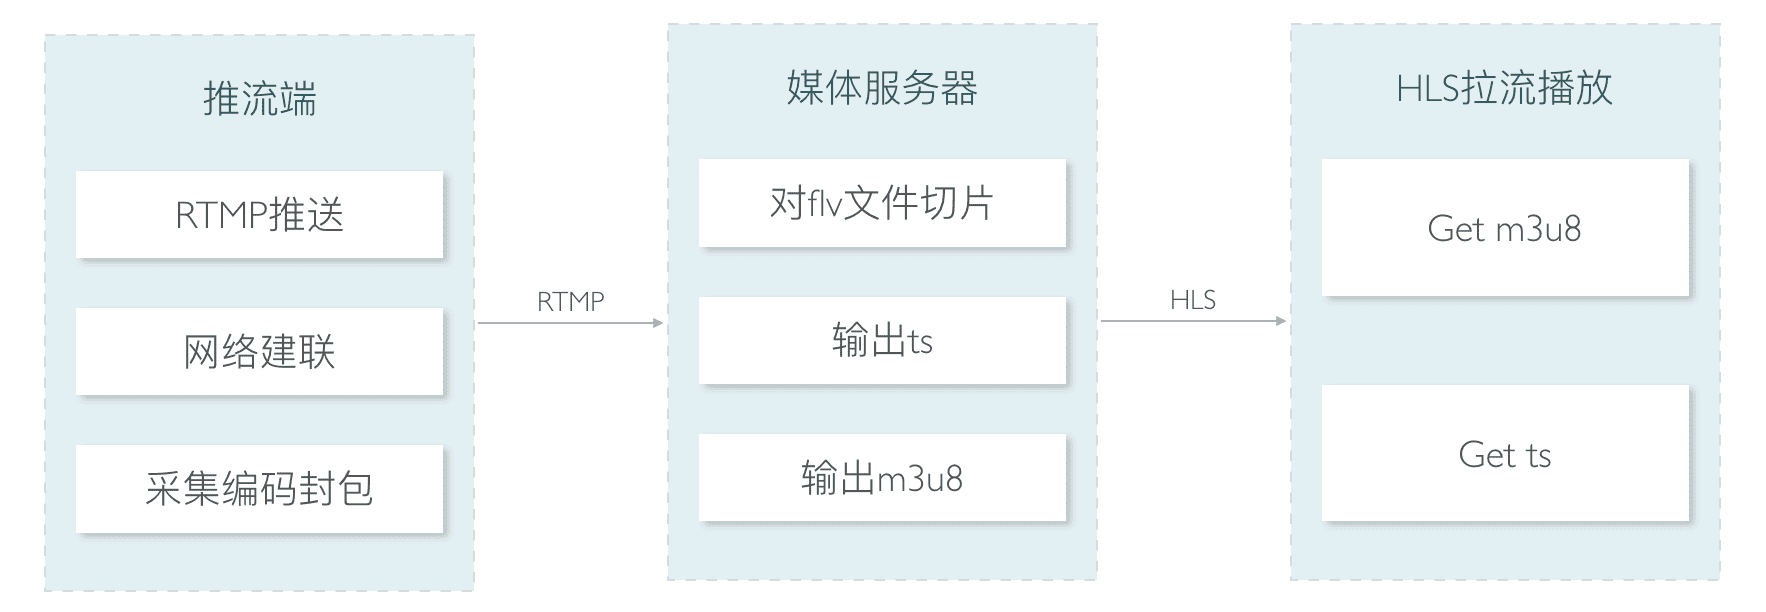 推流端
RTMP推送
网络建联
采集编码封包
RTMP
媒体服务器
对flv文件切片
输出ts
输出m3u8
HLS
HLS拉流播放
Get m3u8
Get ts